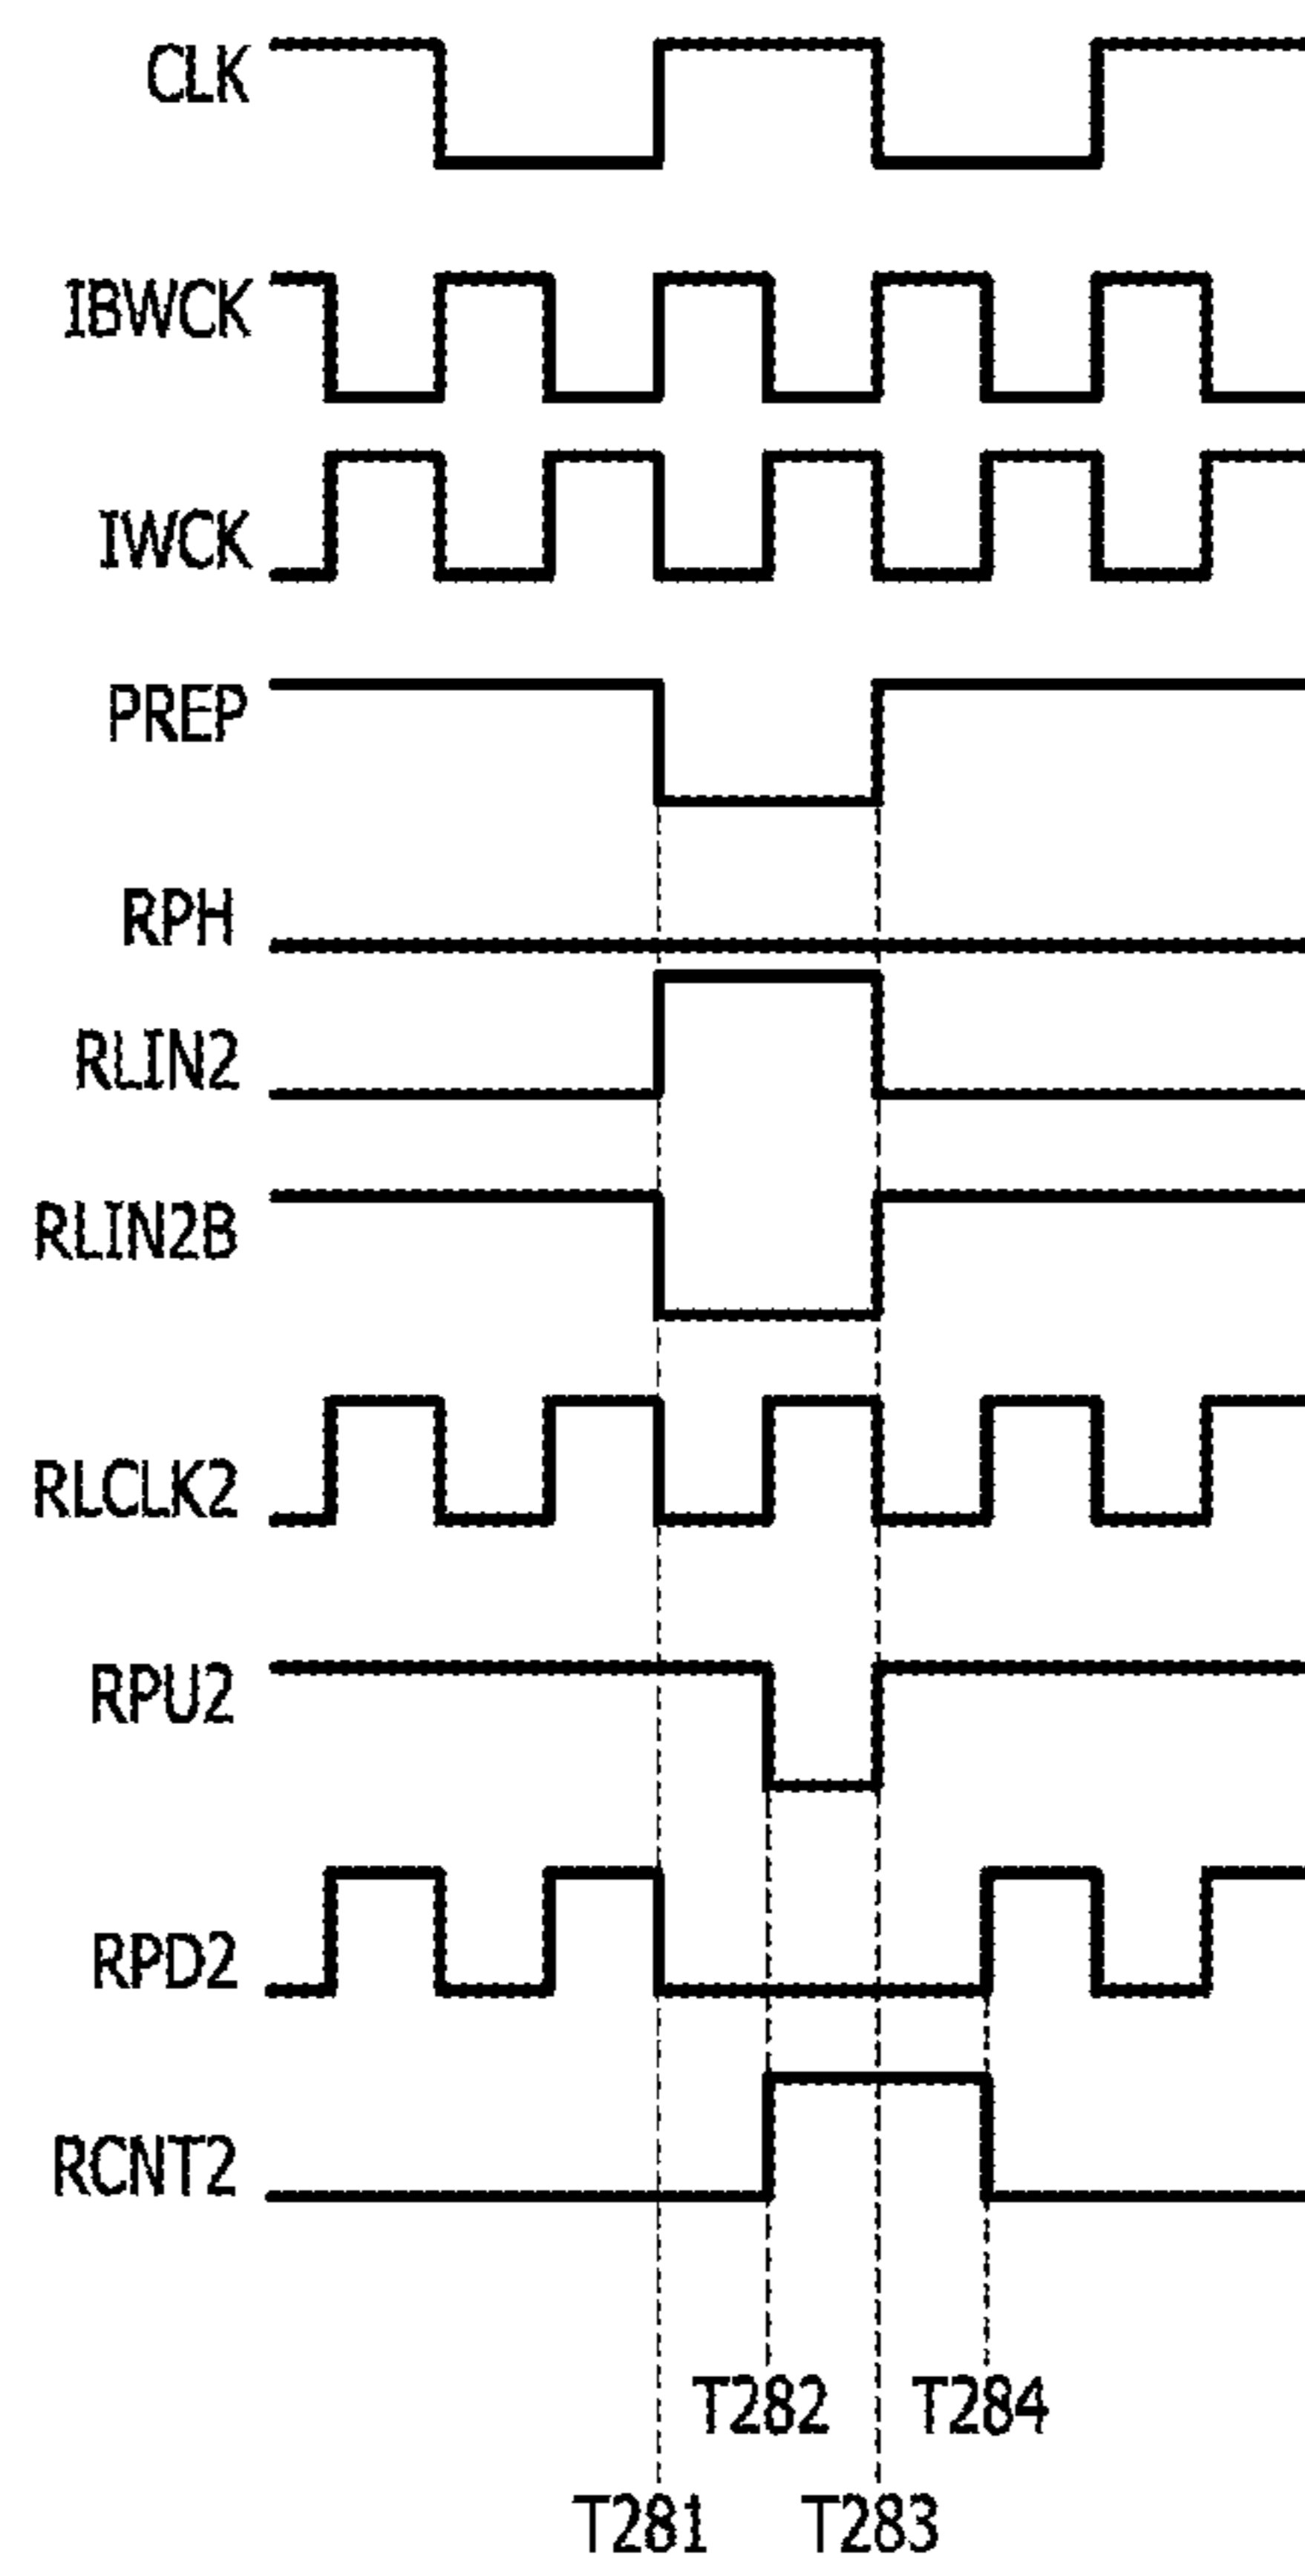 CLK
IBWCK
IWCK
PREP
RPH
RLIN2
RLIN2B
RLCLK2
RPU2
RPD2
RCNT2
T282 T284
T281 T283